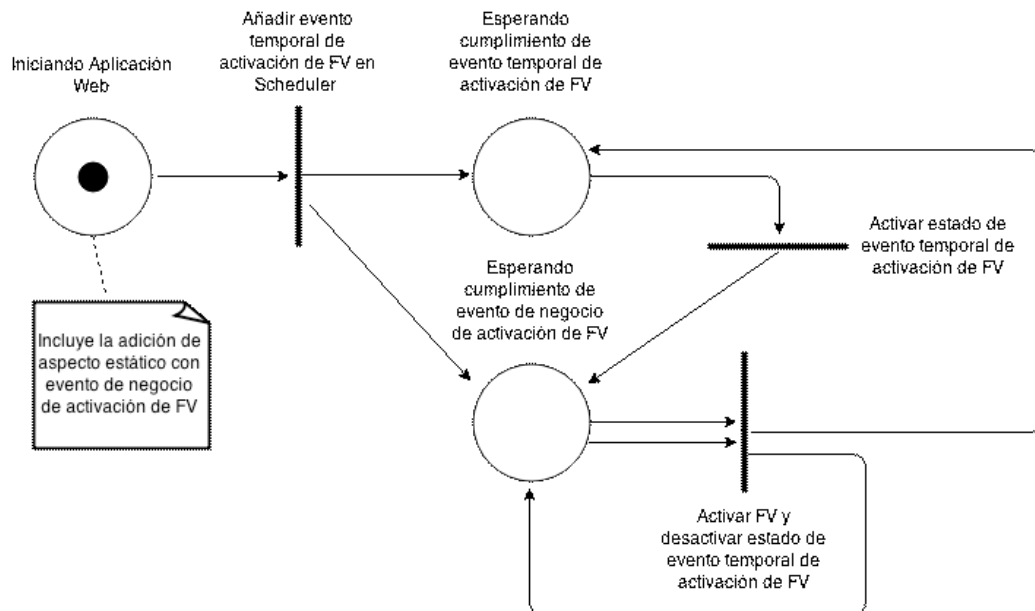 Iniciando Aplicación
Web
Añadir evento
temporal de
activación de FV en
Scheduler
Esperando
cumplimiento de
evento temporal de
activación de FV
Activar estado de
evento temporal de
activación de FV
Esperando
cumplimiento de
evento de negocio
de activación de FV
Incluye la adición de
aspecto estático con
evento de negocio
de activación de FV
Activar FV y
desactivar estado de
evento temporal de
activación de FV